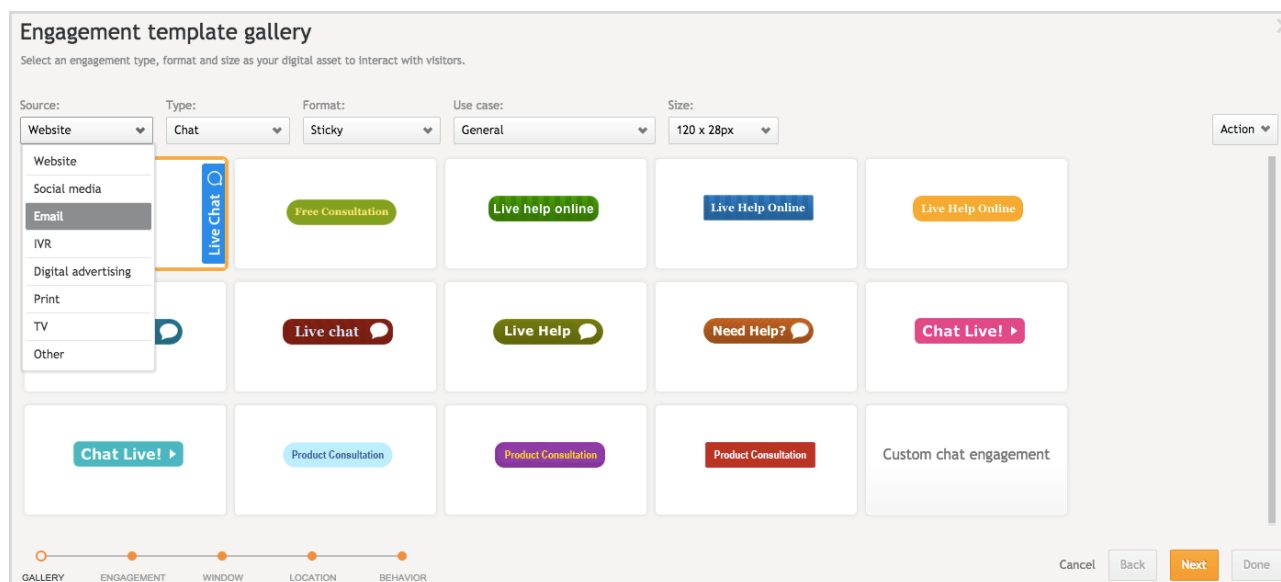 Engagement template gallery
Select an engagement type, format and size as your digital asset to interact with visitors.
Source: Type: Format: Use case: Size:
Website Chat Sticky General 120 x 28px Action
Website
Social media
Email
IVR
Digital advertising
Print
TV
Other
Live Chat
Free Consultation
Live help online
Live Help Online
Live Help Online
Live chat
Live Help
Need Help?
Chat Live!
Chat Live!
Product Consultation
Product Consultation
Product Consultation
Custom chat engagement
GALLERY ENGAGEMENT WINDOW LOCATION BEHAVIOR
Cancel Back Next Done